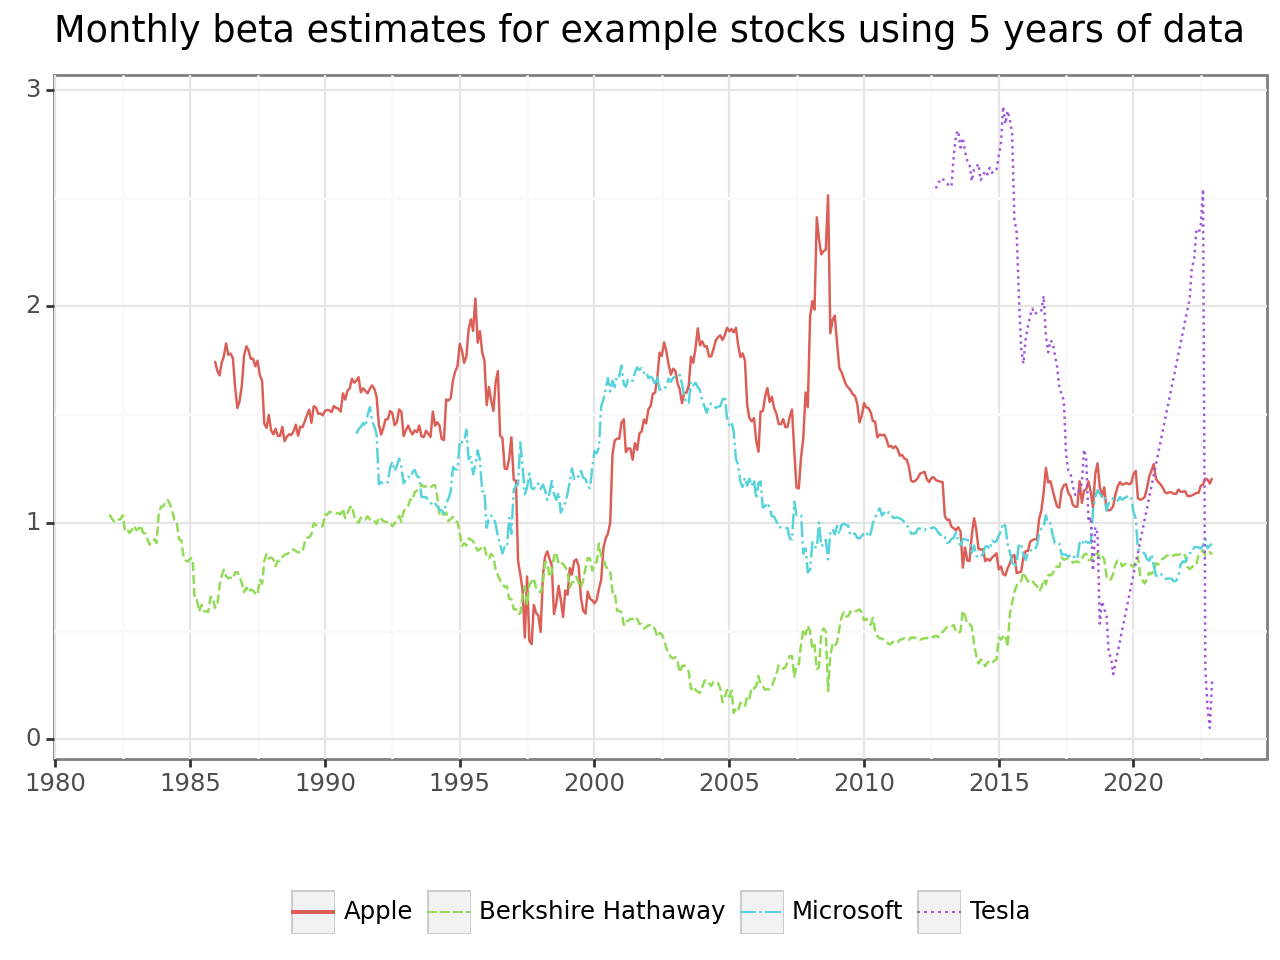 Monthly beta estimates for example stocks using 5 years of data
3
2
1
0
1980 1985 1990 1995 2000 2005 2010 2015 2020
Apple Berkshire Hathaway Microsoft Tesla